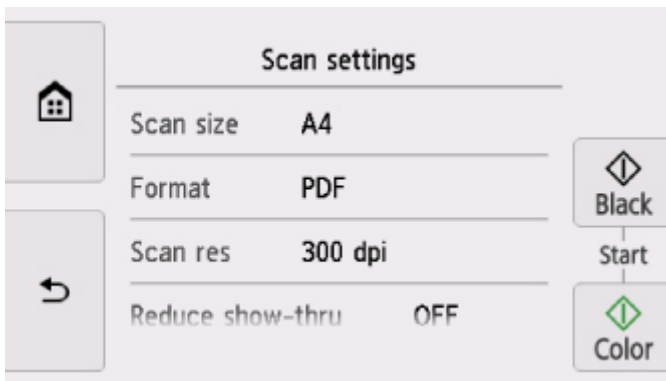 Scan settings
Scan size A4
Format PDF
Scan res 300 dpi
Reduce show-thru OFF
Black
Start
Color